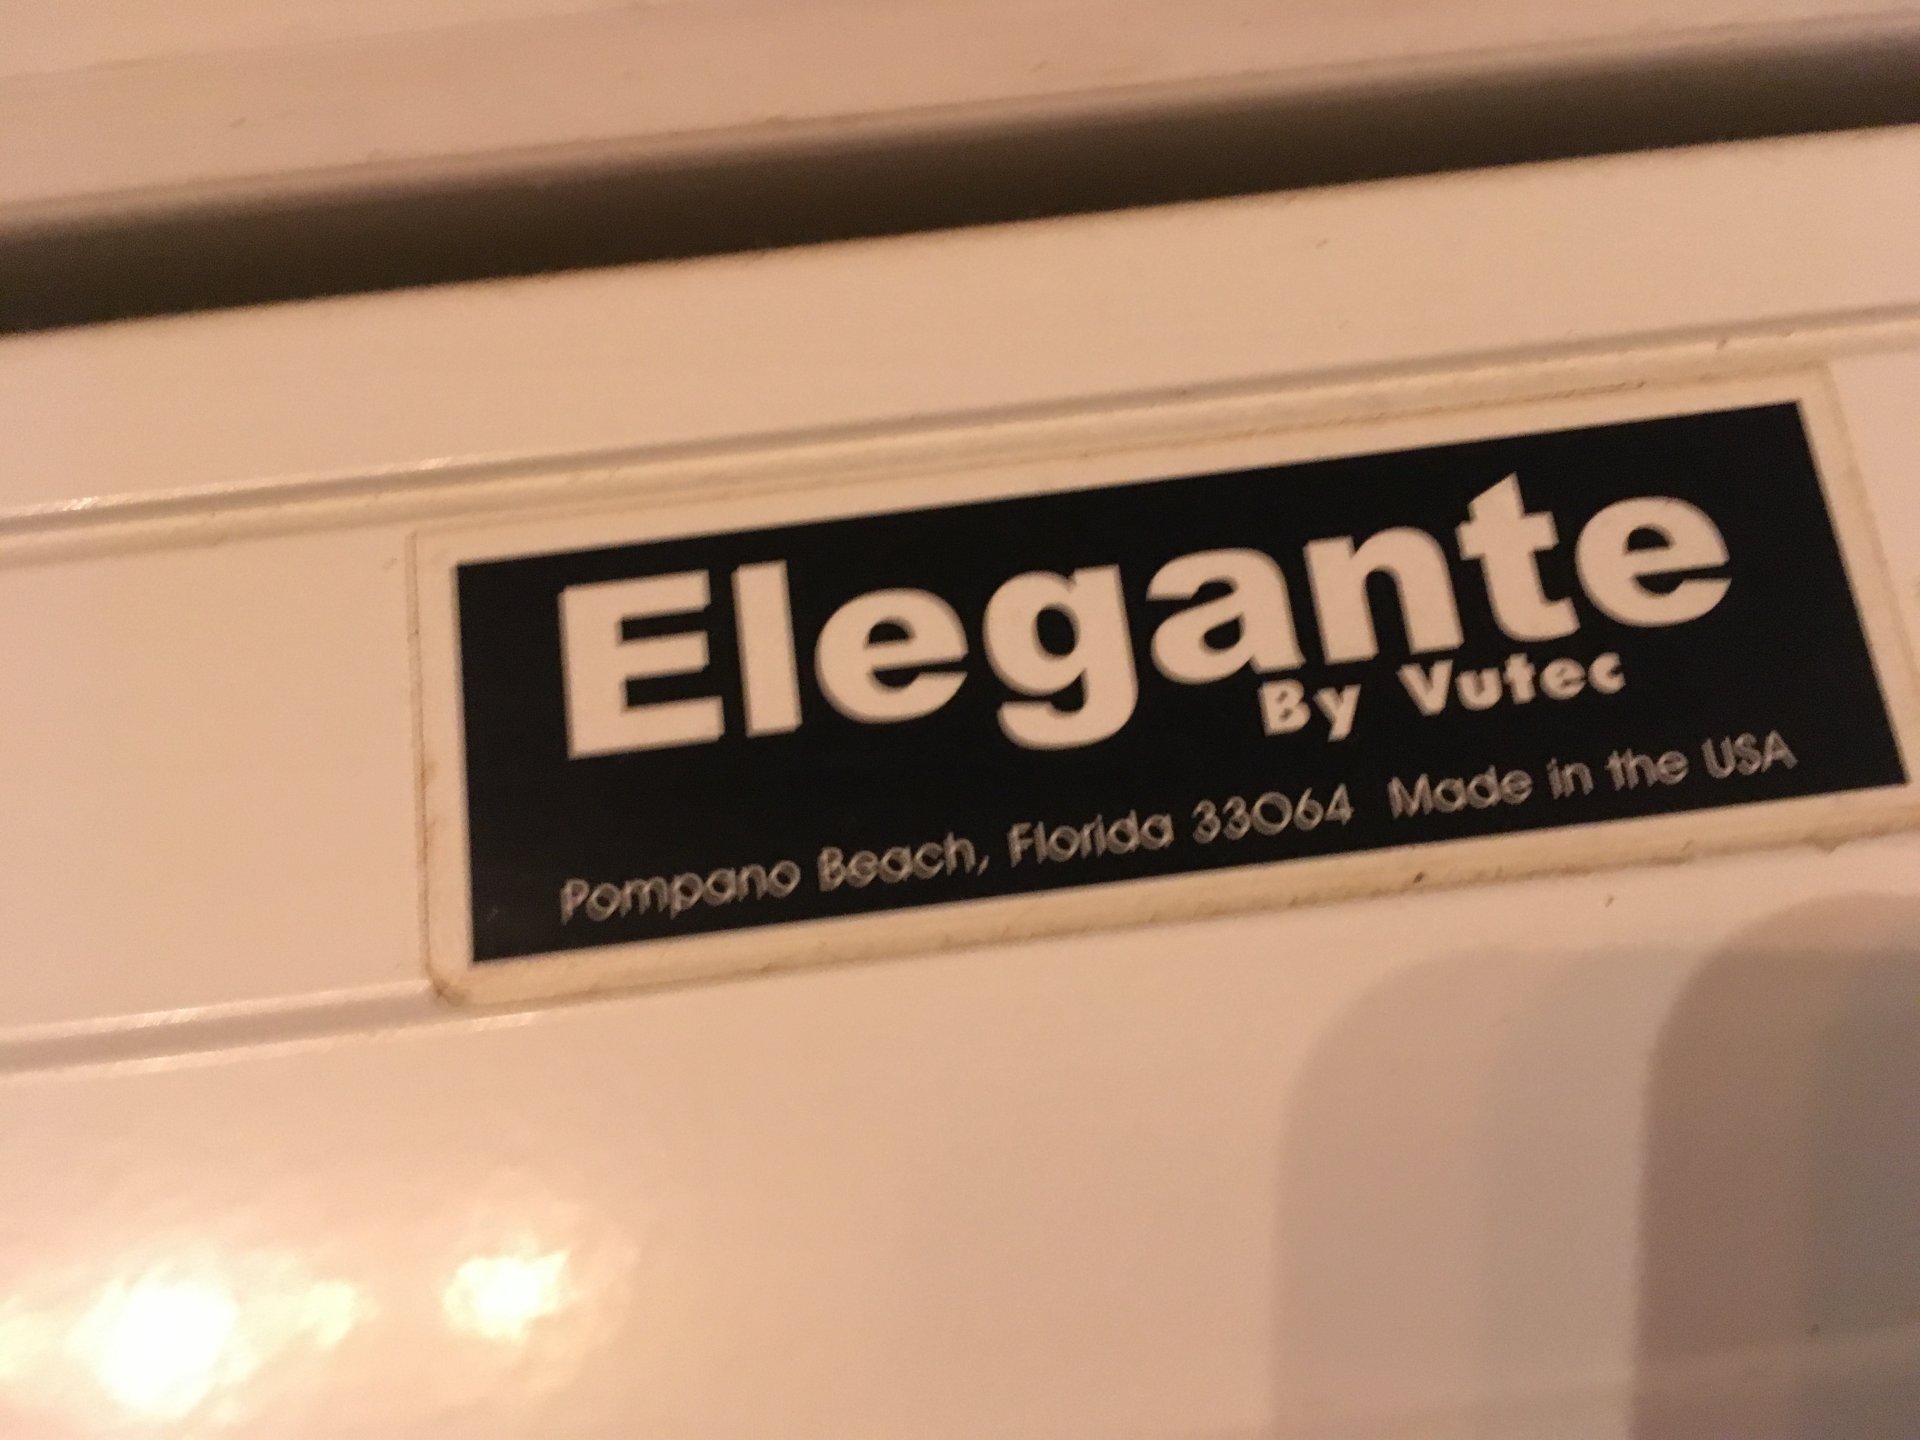 Elegante
By Vutec
Pompano Beach, Florida 33064 Made in the USA